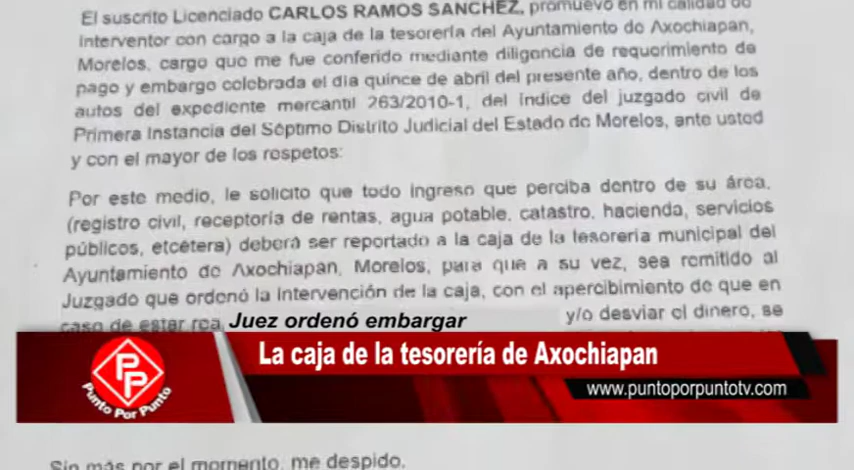 El suscrito Licenciado CARLOS RAMOS SANCHEZ, promuevo en mi calidad de
interventor con cargo a la caja de la tesorería del Ayuntamiento de Axochiapan,
Morelos, cargo que me fue conferido mediante diligencia de requerimiento de
pago y embargo celebrada el día quince de abril del presente año, dentro de los
autos del expediente mercantil 263/2010-1, del índice del juzgado civil de
Primera Instancia del Séptimo Distrito Judicial del Estado de Morelos, ante usted
y con el mayor de los respetos:
Por este medio, le solicito que todo ingreso que perciba dentro de su área,
(registro civil, receptoría de rentas, agua potable, catastro, hacienda, servicios
públicos, etcétera) deberá ser reportado a la caja de la tesorería municipal del
Ayuntamiento de Axochiapan, Morelos, para que a su vez, sea remitido al
Juzgado que ordenó la intervención de la caja, con el apercibimiento de que en
caso de estar y/o desviar el dinero, se
Juez ordenó embargar
La caja de la tesorería de Axochiapan
www.puntoporpuntotv.com
PP
Punto Por Punto
Sin más por el momento, me despido.